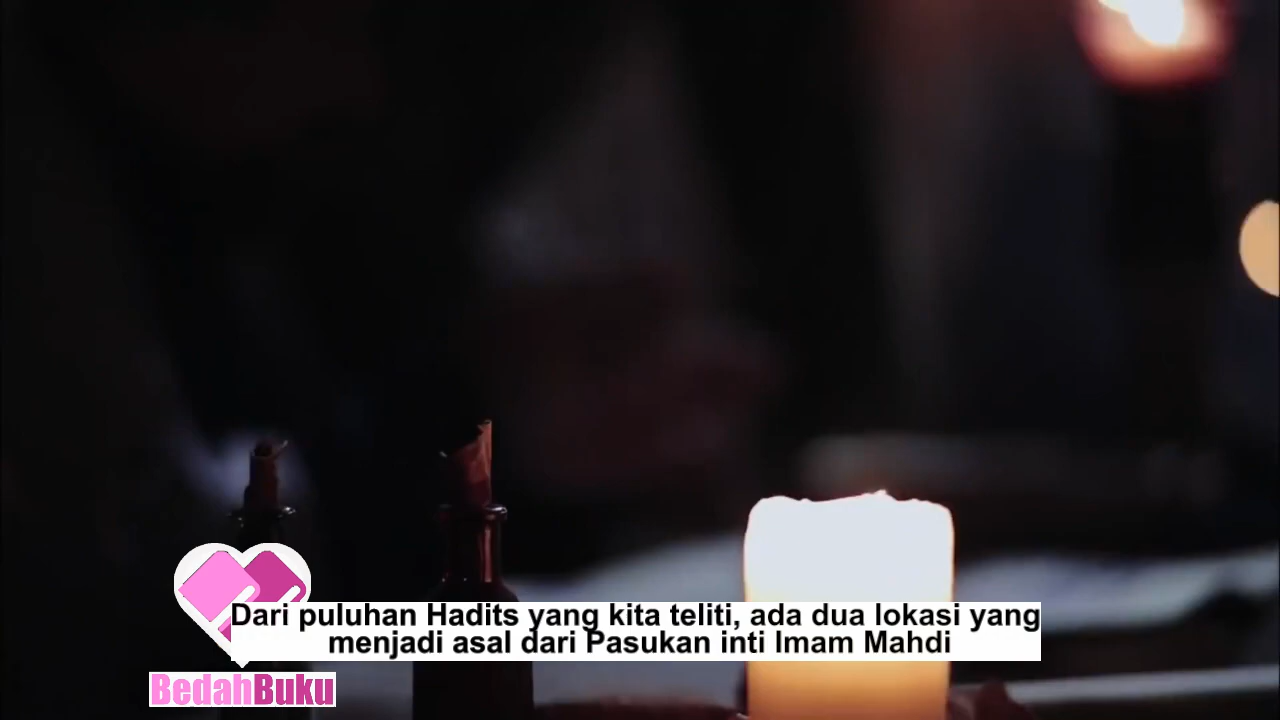 Dari puluhan Hadits yang kita teliti, ada dua lokasi yang
menjadi asal dari Pasukan inti Imam Mahdi
BedahBuku